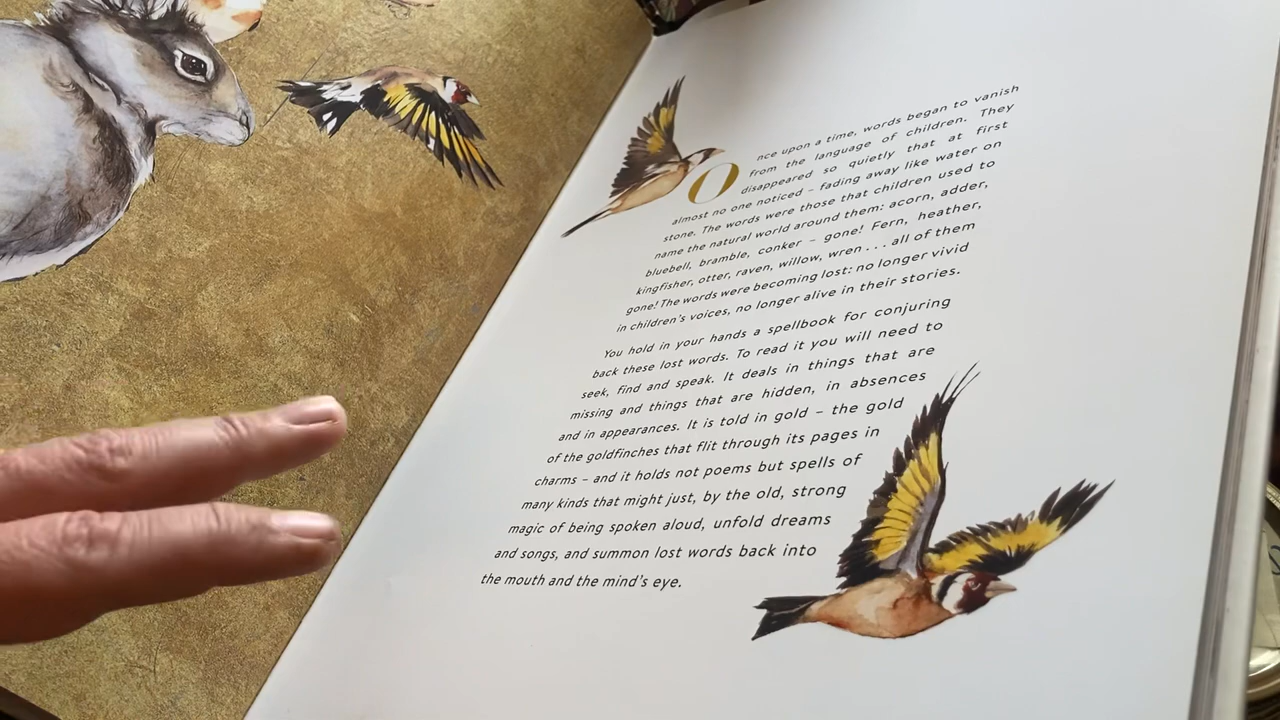 Once upon a time, words began to vanish
from the language of children. They
disappeared so quietly that at first
almost no one noticed – fading away like water on
stone. The words were those that children used to
name the natural world around them: acorn, adder,
bluebell, bramble, conker – gone! Fern, heather,
kingfisher, otter, raven, willow, wren . . . all of them
gone! The words were becoming lost: no longer vivid
in children's voices, no longer alive in their stories.
You hold in your hands a spellbook for conjuring
back these lost words. To read it you will need to
seek, find and speak. It deals in things that are
missing and things that are hidden, in absences
and in appearances. It is told in gold – the gold
of the goldfinches that flit through its pages in
charms – and it holds not poems but spells of
many kinds that might just, by the old, strong
magic of being spoken aloud, unfold dreams
and songs, and summon lost words back into
the mouth and the mind's eye.